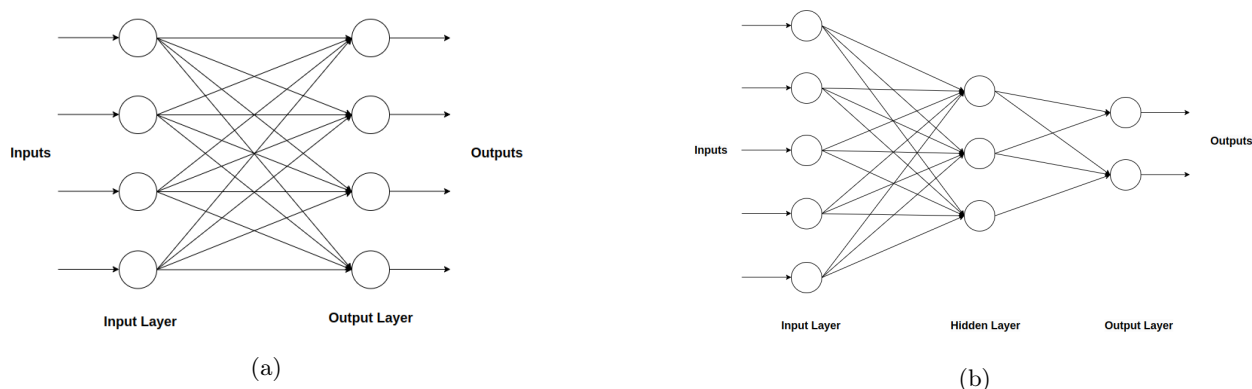 Inputs
Outputs
Input Layer
Output Layer
(a)
Inputs
Outputs
Input Layer
Hidden Layer
Output Layer
(b)